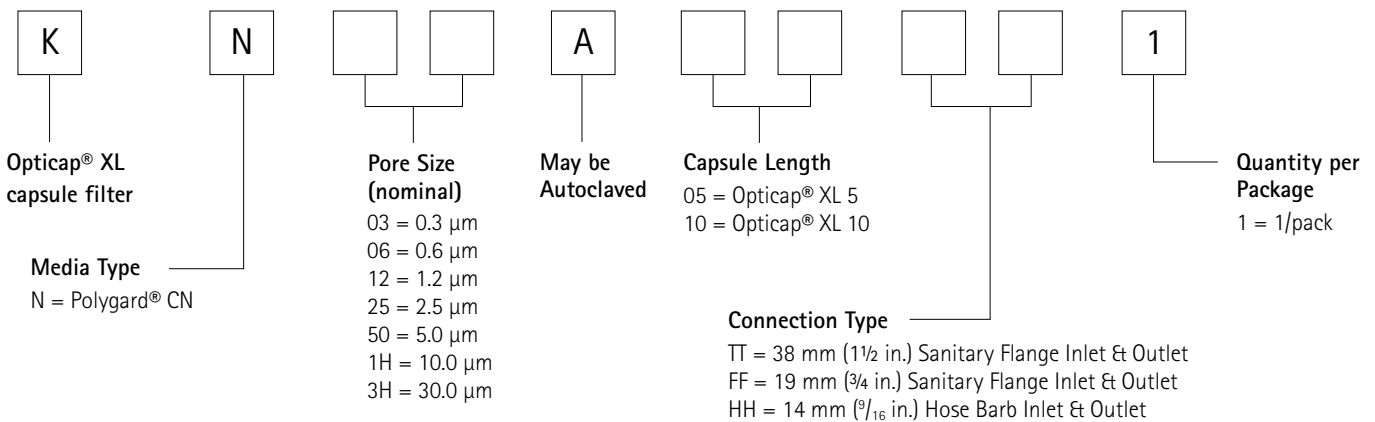 K N A 1
Opticap® XL
capsule filter
Media Type
N = Polygard® CN
Pore Size
(nominal)
03 = 0.3 µm
06 = 0.6 µm
12 = 1.2 µm
25 = 2.5 µm
50 = 5.0 µm
1H = 10.0 µm
3H = 30.0 µm
May be
Autoclaved
Capsule Length
05 = Opticap® XL 5
10 = Opticap® XL 10
Connection Type
TT = 38 mm (1½ in.) Sanitary Flange Inlet & Outlet
FF = 19 mm (¾ in.) Sanitary Flange Inlet & Outlet
HH = 14 mm (9/16 in.) Hose Barb Inlet & Outlet
Quantity per
Package
1 = 1/pack